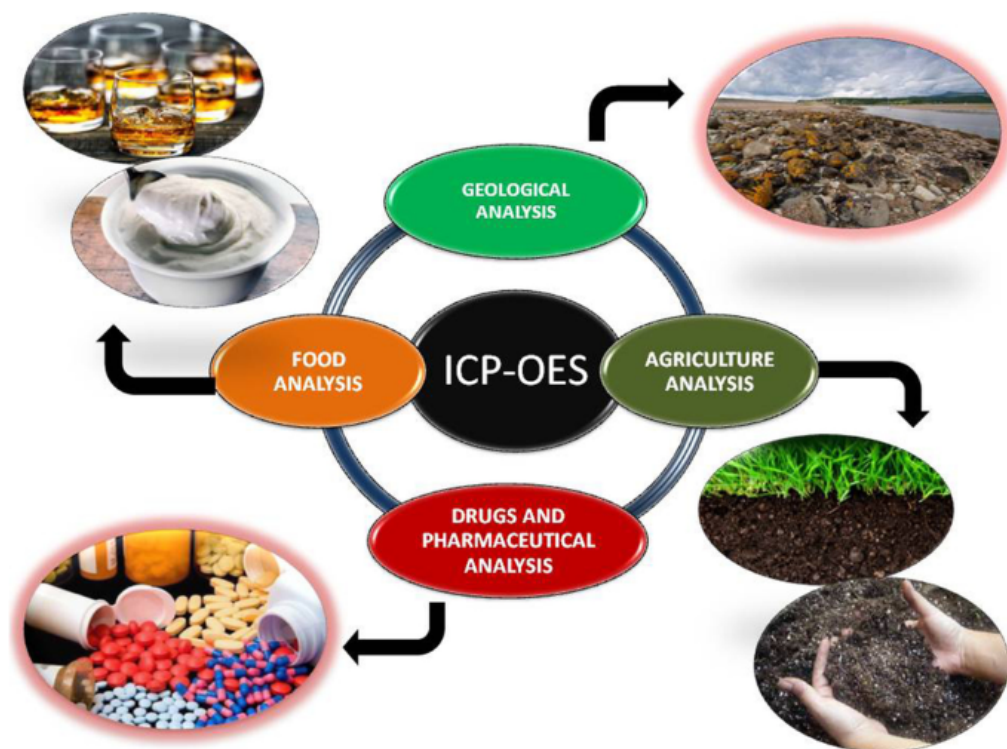 GEOLOGICAL
ANALYSIS
FOOD
ANALYSIS
ICP-OES
AGRICULTURE
ANALYSIS
DRUGS AND
PHARMACEUTICAL
ANALYSIS